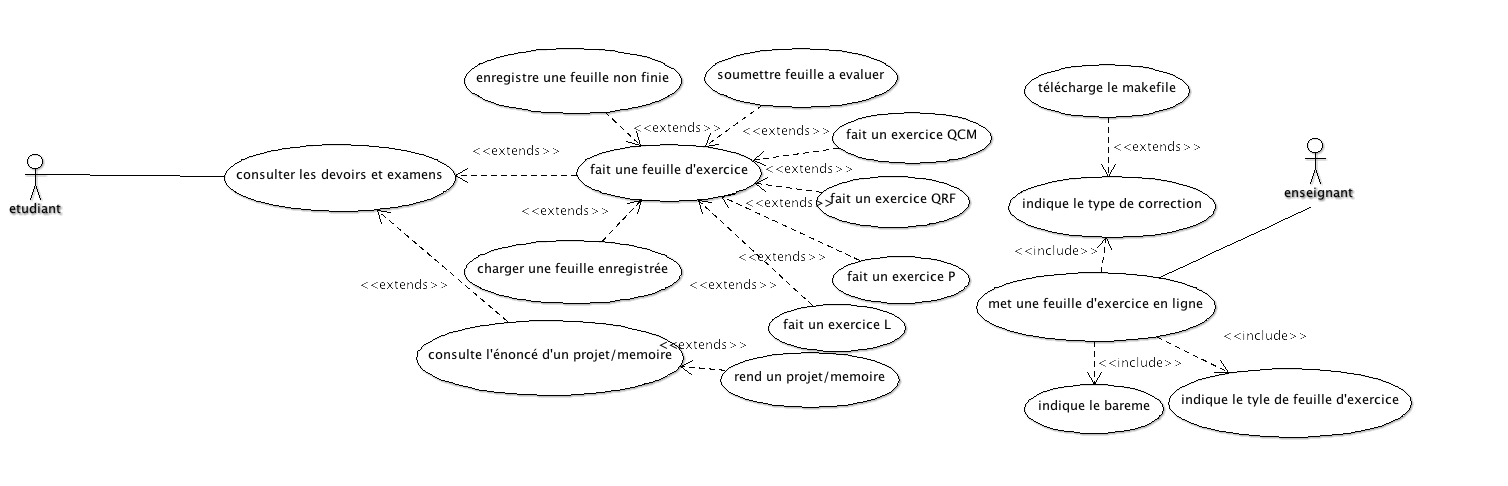 enregistre une feuille non finie
soumettre feuille a evaluer
télécharge le makefile
<<extends>>
<<extends>>
fait un exercice QCM
<<extends>>
<<extends>>
consulter les devoirs et examens
fait une feuille d'exercice
<<extends>>
etudiant
enseignant
fait un exercice QRF
<<extends>>
<<extends>>
indique le type de correction
charger une feuille enregistrée
<<extends>>
<<include>>
fait un exercice P
<<extends>>
<<extends>>
met une feuille d'exercice en ligne
fait un exercice L
<<include>>
consulte l'énoncé d'un projet/memoire
<<extends>>
<<include>>
rend un projet/memoire
indique le bareme
indique le tyle de feuille d'exercice